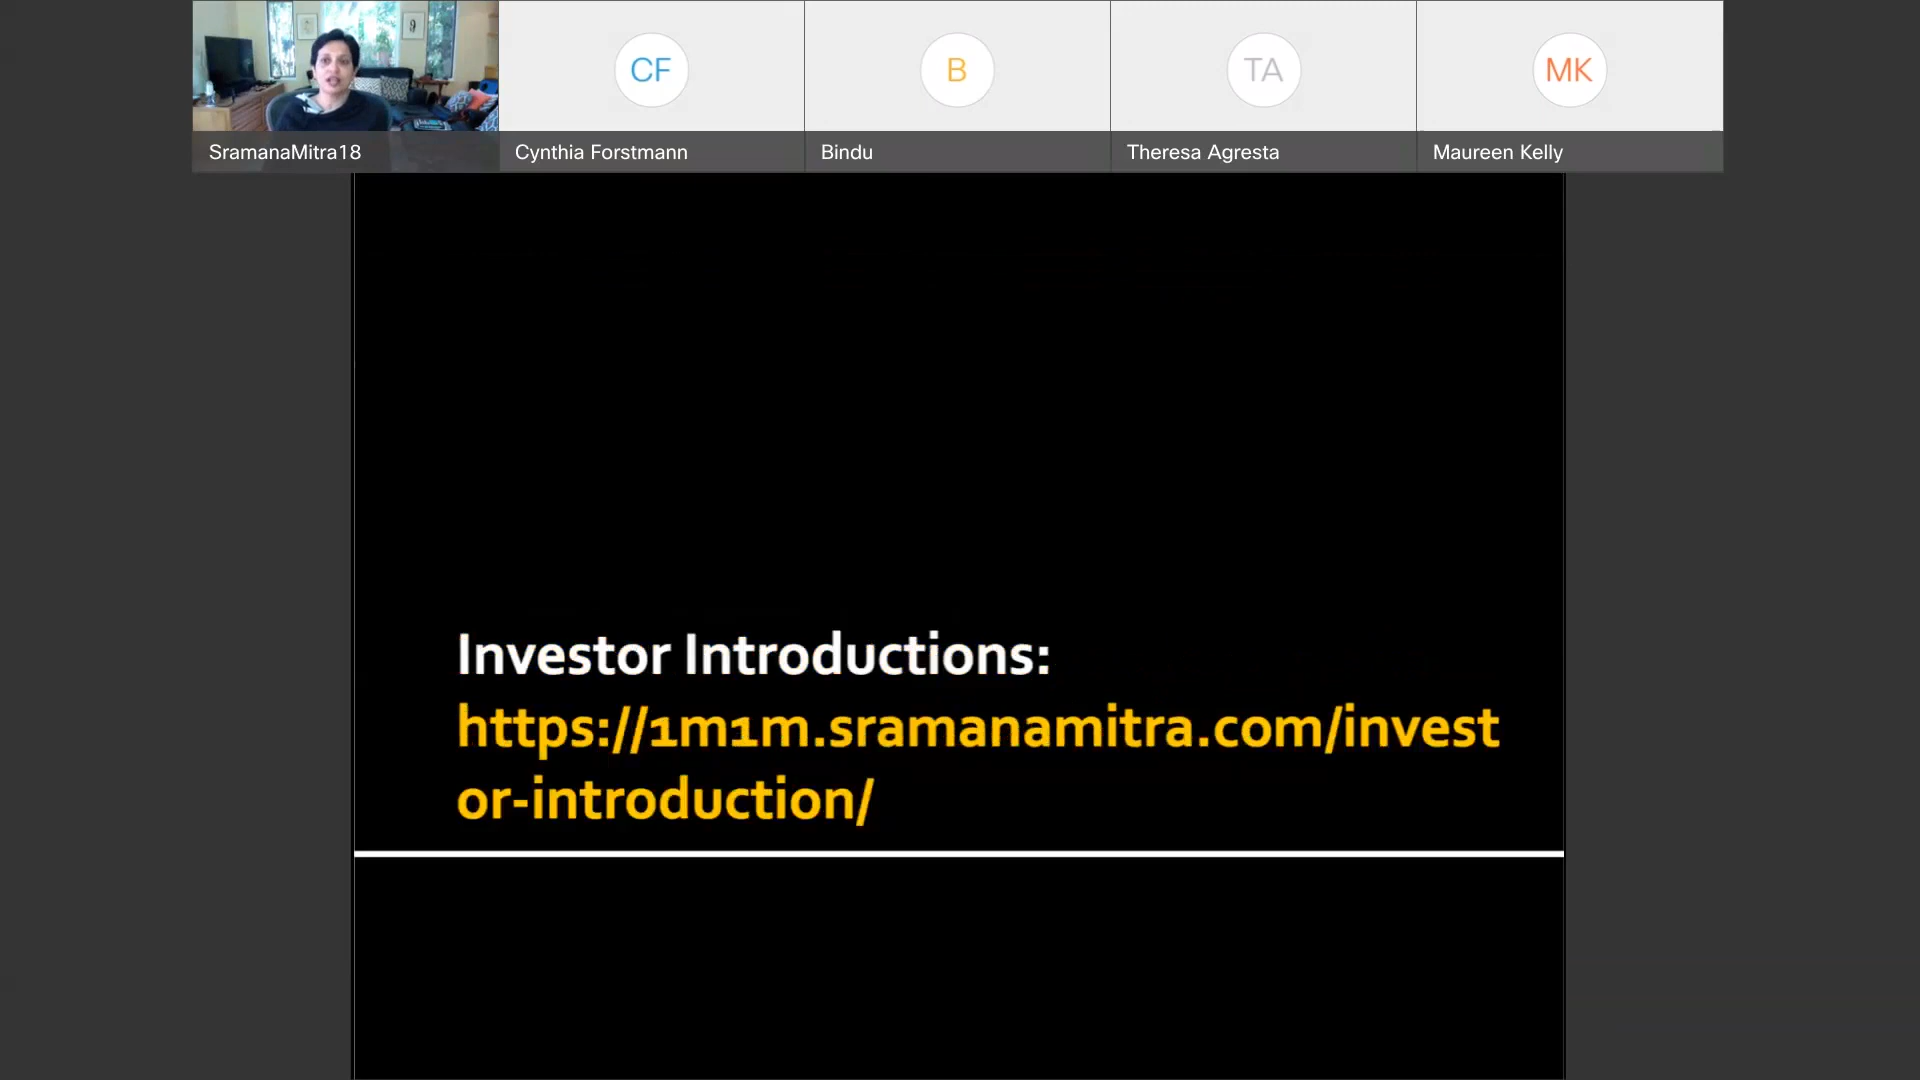 CF
B
TA
MK
SramanaMitra18
Cynthia Forstmann
Bindu
Theresa Agresta
Maureen Kelly
Investor Introductions:
https://1m1m.sramanamitra.com/invest
or-introduction/